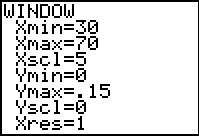 WINDOW
Xmin=30
Xmax=70
Xscl=5
Ymin=0
Ymax=.15
Yscl=0
Xres=1